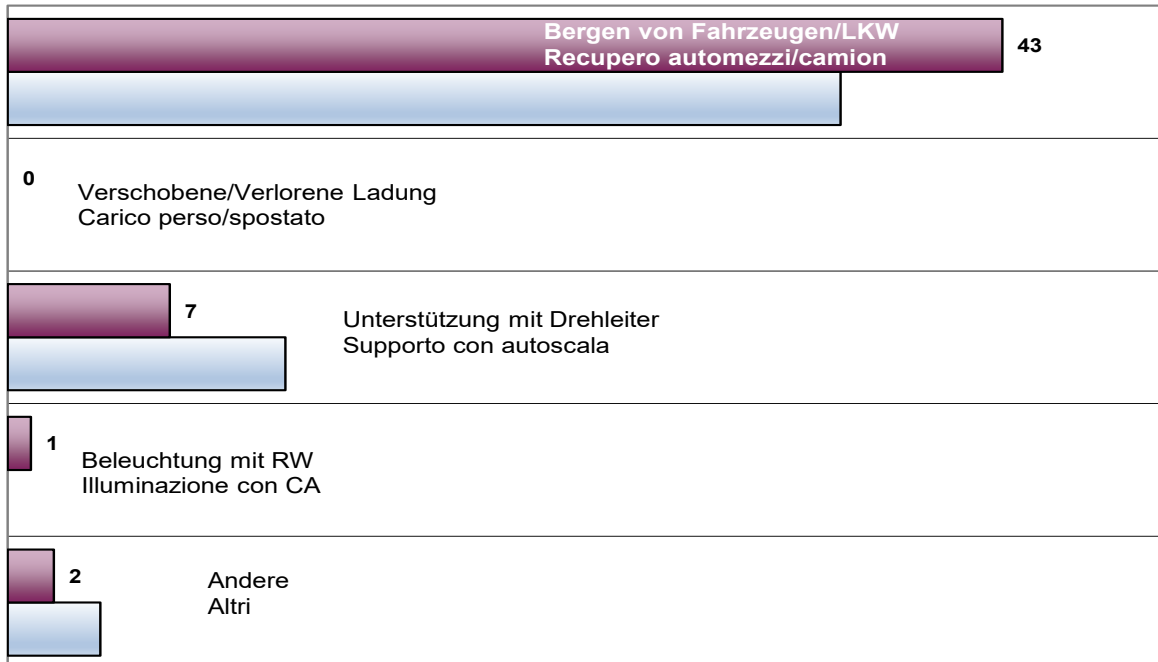 Bergen von Fahrzeugen/LKW
Recupero automezzi/camion
43
0
Verschobene/Verlorene Ladung
Carico perso/spostato
7
Unterstützung mit Drehleiter
Supporto con autoscala
1
Beleuchtung mit RW
Illuminazione con CA
2
Andere
Altri